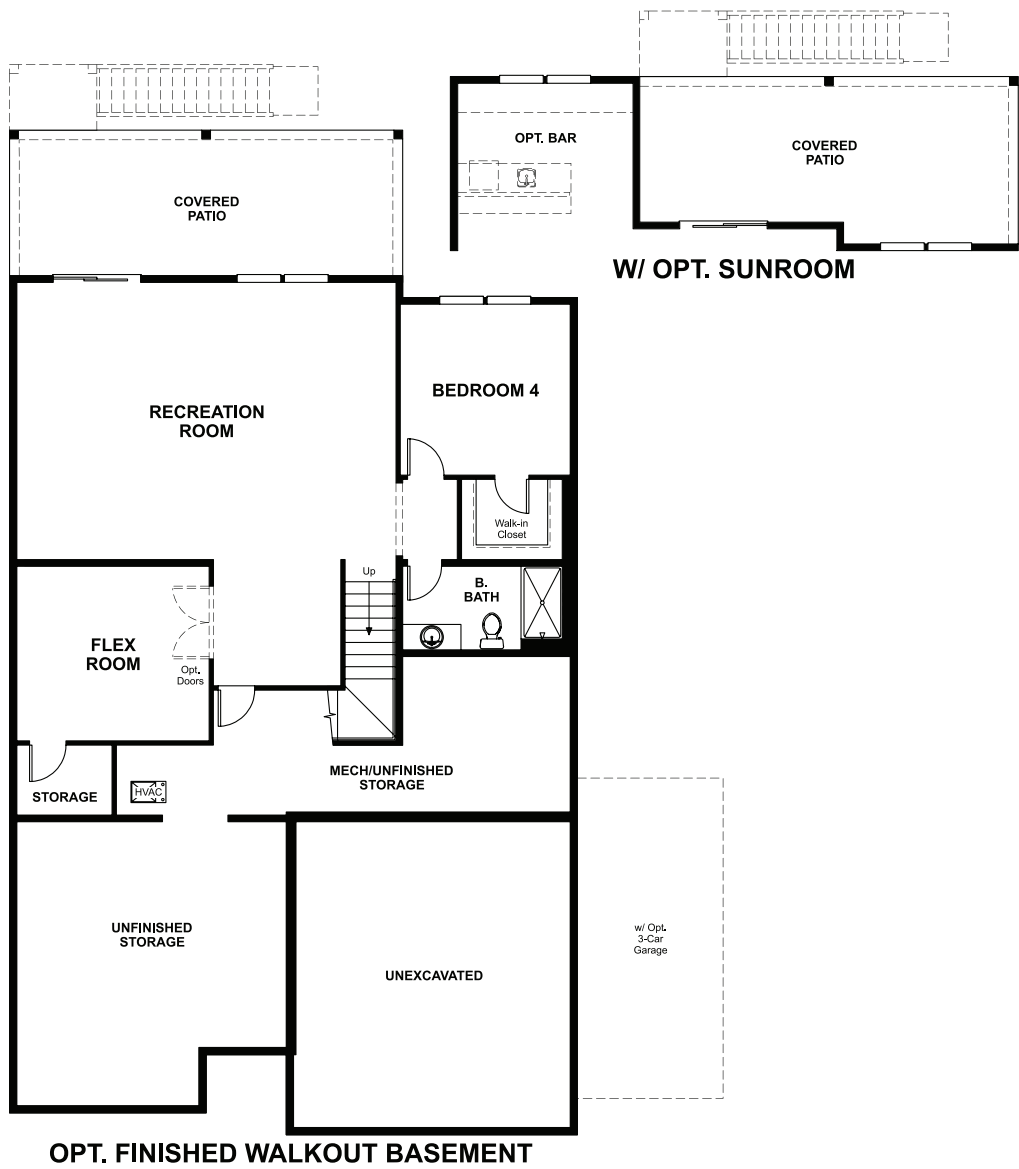 OPT. BAR
COVERED
PATIO
W/ OPT. SUNROOM
COVERED
PATIO
BEDROOM 4
RECREATION
ROOM
Walk-in
Closet
Up
B.
BATH
FLEX
ROOM
Opt.
Doors
MECH/UNFINISHED
STORAGE
HVAC
STORAGE
UNFINISHED
STORAGE
w/ Opt.
3-Car
Garage
UNEXCAVATED
OPT. FINISHED WALKOUT BASEMENT